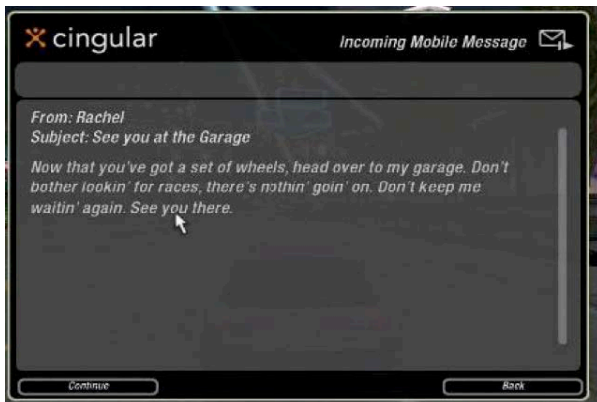 cingular
Incoming Mobile Message
From: Rachel
Subject: See you at the Garage
Now that you've got a set of wheels, head over to my garage. Don't
bother lookin' for races, there's nothin' goin' on. Don't keep me
waitin' again. See you there.
Continue
Back